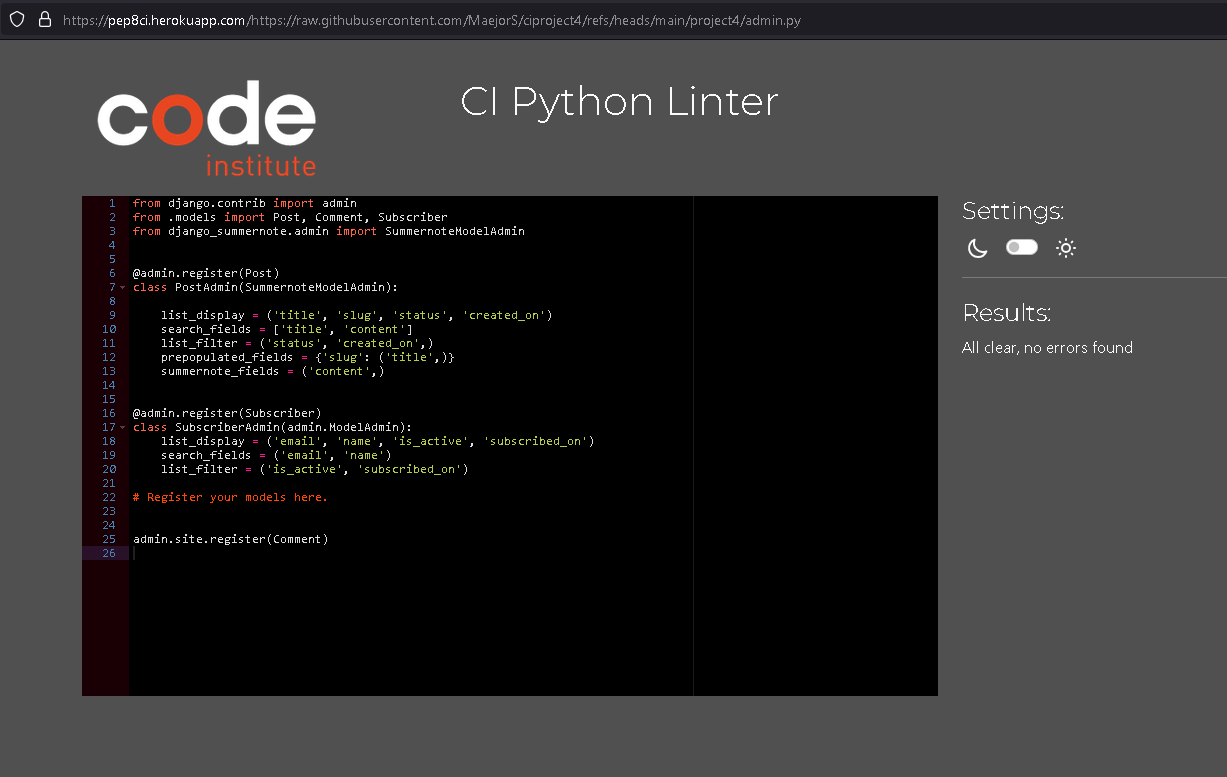 https://pep8ci.herokuapp.com/https://raw.githubusercontent.com/MaejorS/ciproject4/refs/heads/main/project4/admin.py
code
institute
CI Python Linter
1 from django.contrib import admin
2 from .models import Post, Comment, Subscriber
3 from django_summernote.admin import SummernoteModelAdmin
4
5
6 @admin.register(Post)
7 class PostAdmin(SummernoteModelAdmin):
8
9     list_display = ('title', 'slug', 'status', 'created_on')
10     search_fields = ['title', 'content']
11     list_filter = ('status', 'created_on',)
12     prepopulated_fields = {'slug': ('title',)}
13     summernote_fields = ('content',)
14
15
16 @admin.register(Subscriber)
17 class SubscriberAdmin(admin.ModelAdmin):
18     list_display = ('email', 'name', 'is_active', 'subscribed_on')
19     search_fields = ('email', 'name')
20     list_filter = ('is_active', 'subscribed_on')
21
22 # Register your models here.
23
24
25 admin.site.register(Comment)
26
Settings:
Results:
All clear, no errors found